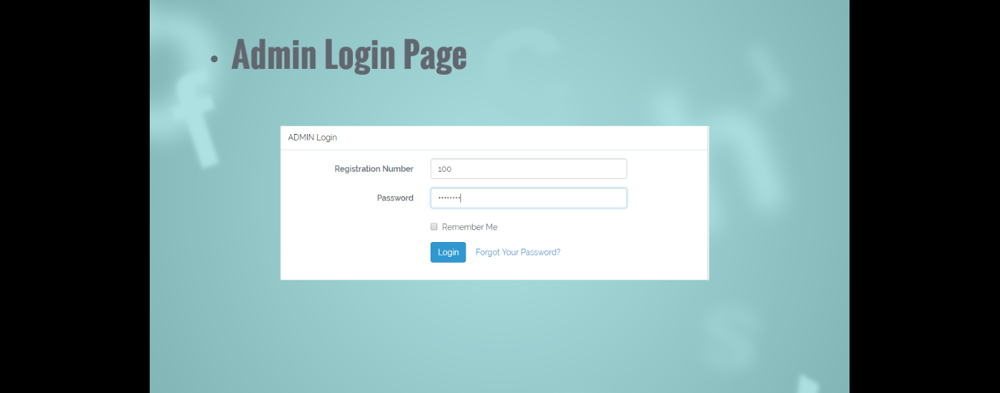 • Admin Login Page
ADMIN Login
Registration Number 100
Password ••••••••
Remember Me
Login Forgot Your Password?